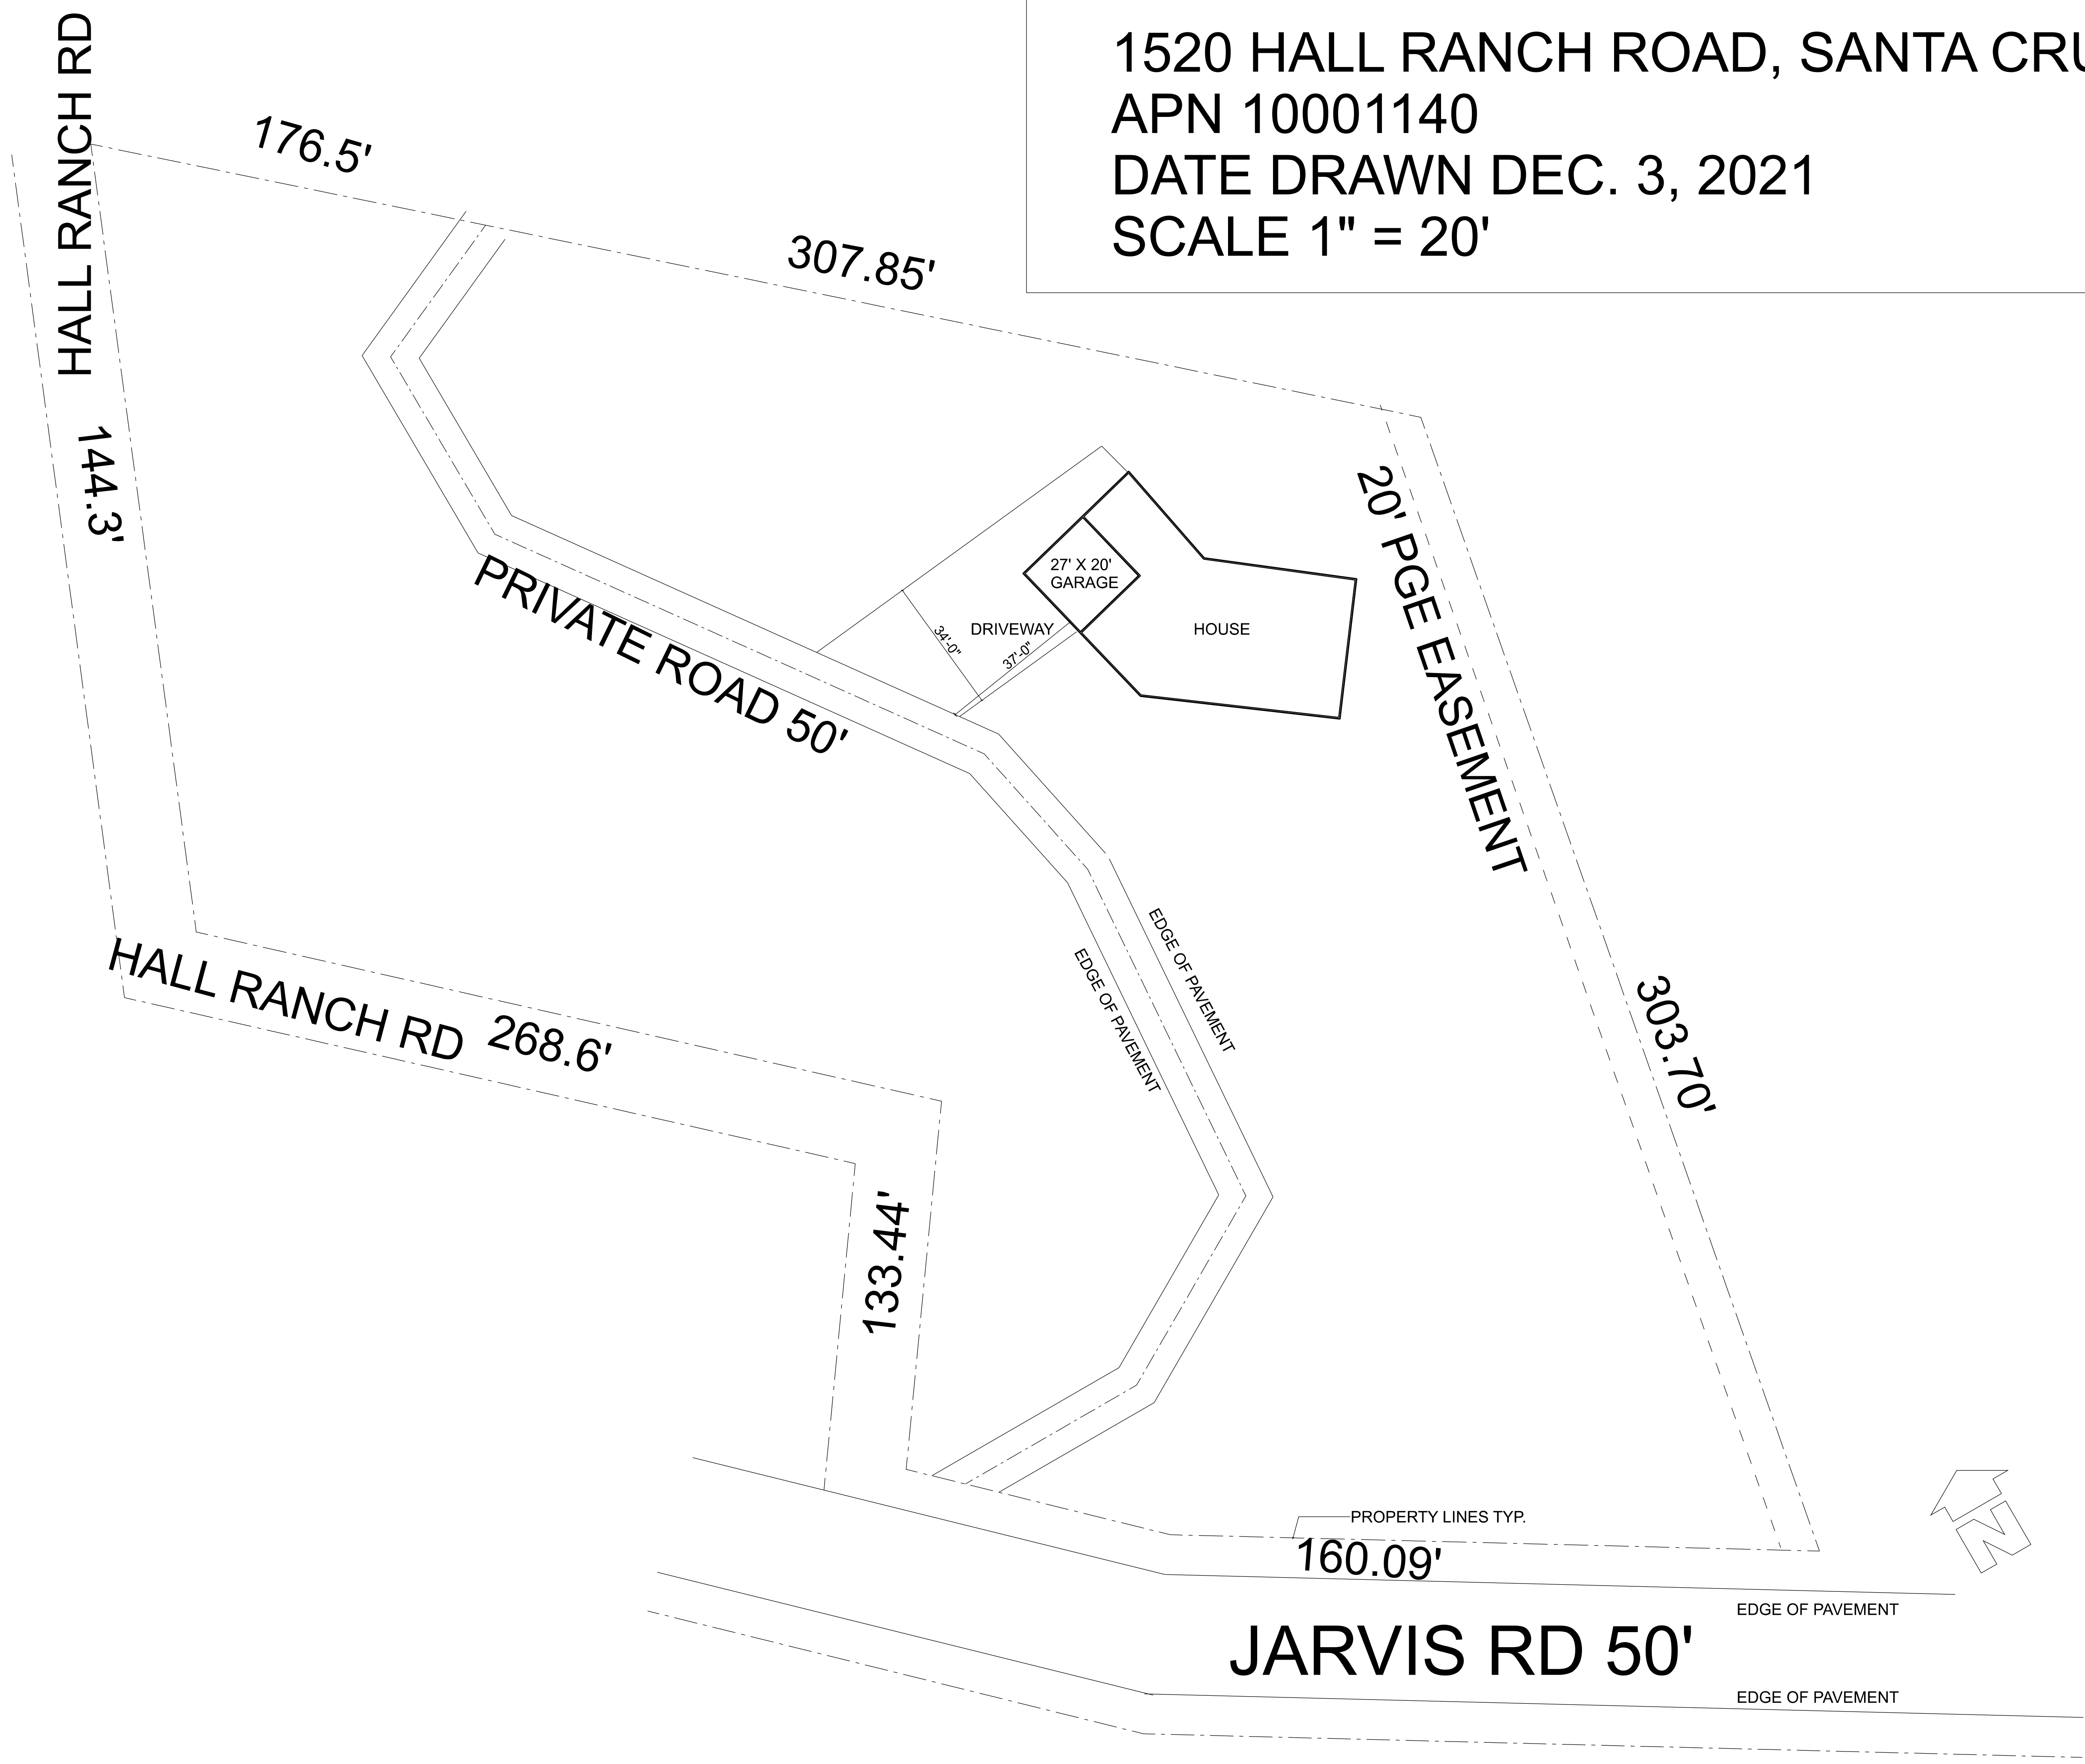 HALL RANCH RD
1520 HALL RANCH ROAD, SANTA CRU
APN 10001140
DATE DRAWN DEC. 3, 2021
SCALE 1" = 20'
176.5'
307.85'
144.3'
20' PGE EASEMENT
27' X 20'
GARAGE
DRIVEWAY
HOUSE
34'-0"
37'-0"
PRIVATE ROAD 50'
EDGE OF PAVEMENT
EDGE OF PAVEMENT
HALL RANCH RD
268.6'
303.70'
133.44'
PROPERTY LINES TYP.
160.09'
N
EDGE OF PAVEMENT
JARVIS RD 50'
EDGE OF PAVEMENT